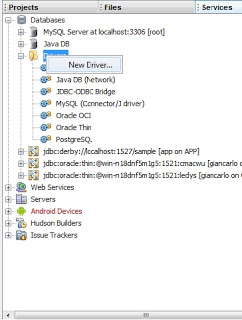 Projects Files Services
Databases
MySQL Server at localhost:3306 [root]
Java DB
Drivers
New Driver...
Java DB (Network)
JDBC-ODBC Bridge
MySQL (Connector/J driver)
Oracle OCI
Oracle Thin
PostgreSQL
jdbc:derby://localhost:1527/sample [app on APP]
jdbc:oracle:thin:@win-n18dnf5m1g5:1521:cmacwu [giancarlo
jdbc:oracle:thin:@win-n18dnf5m1g5:1521:ledys [giancarlo on
Web Services
Servers
Android Devices
Hudson Builders
Issue Trackers